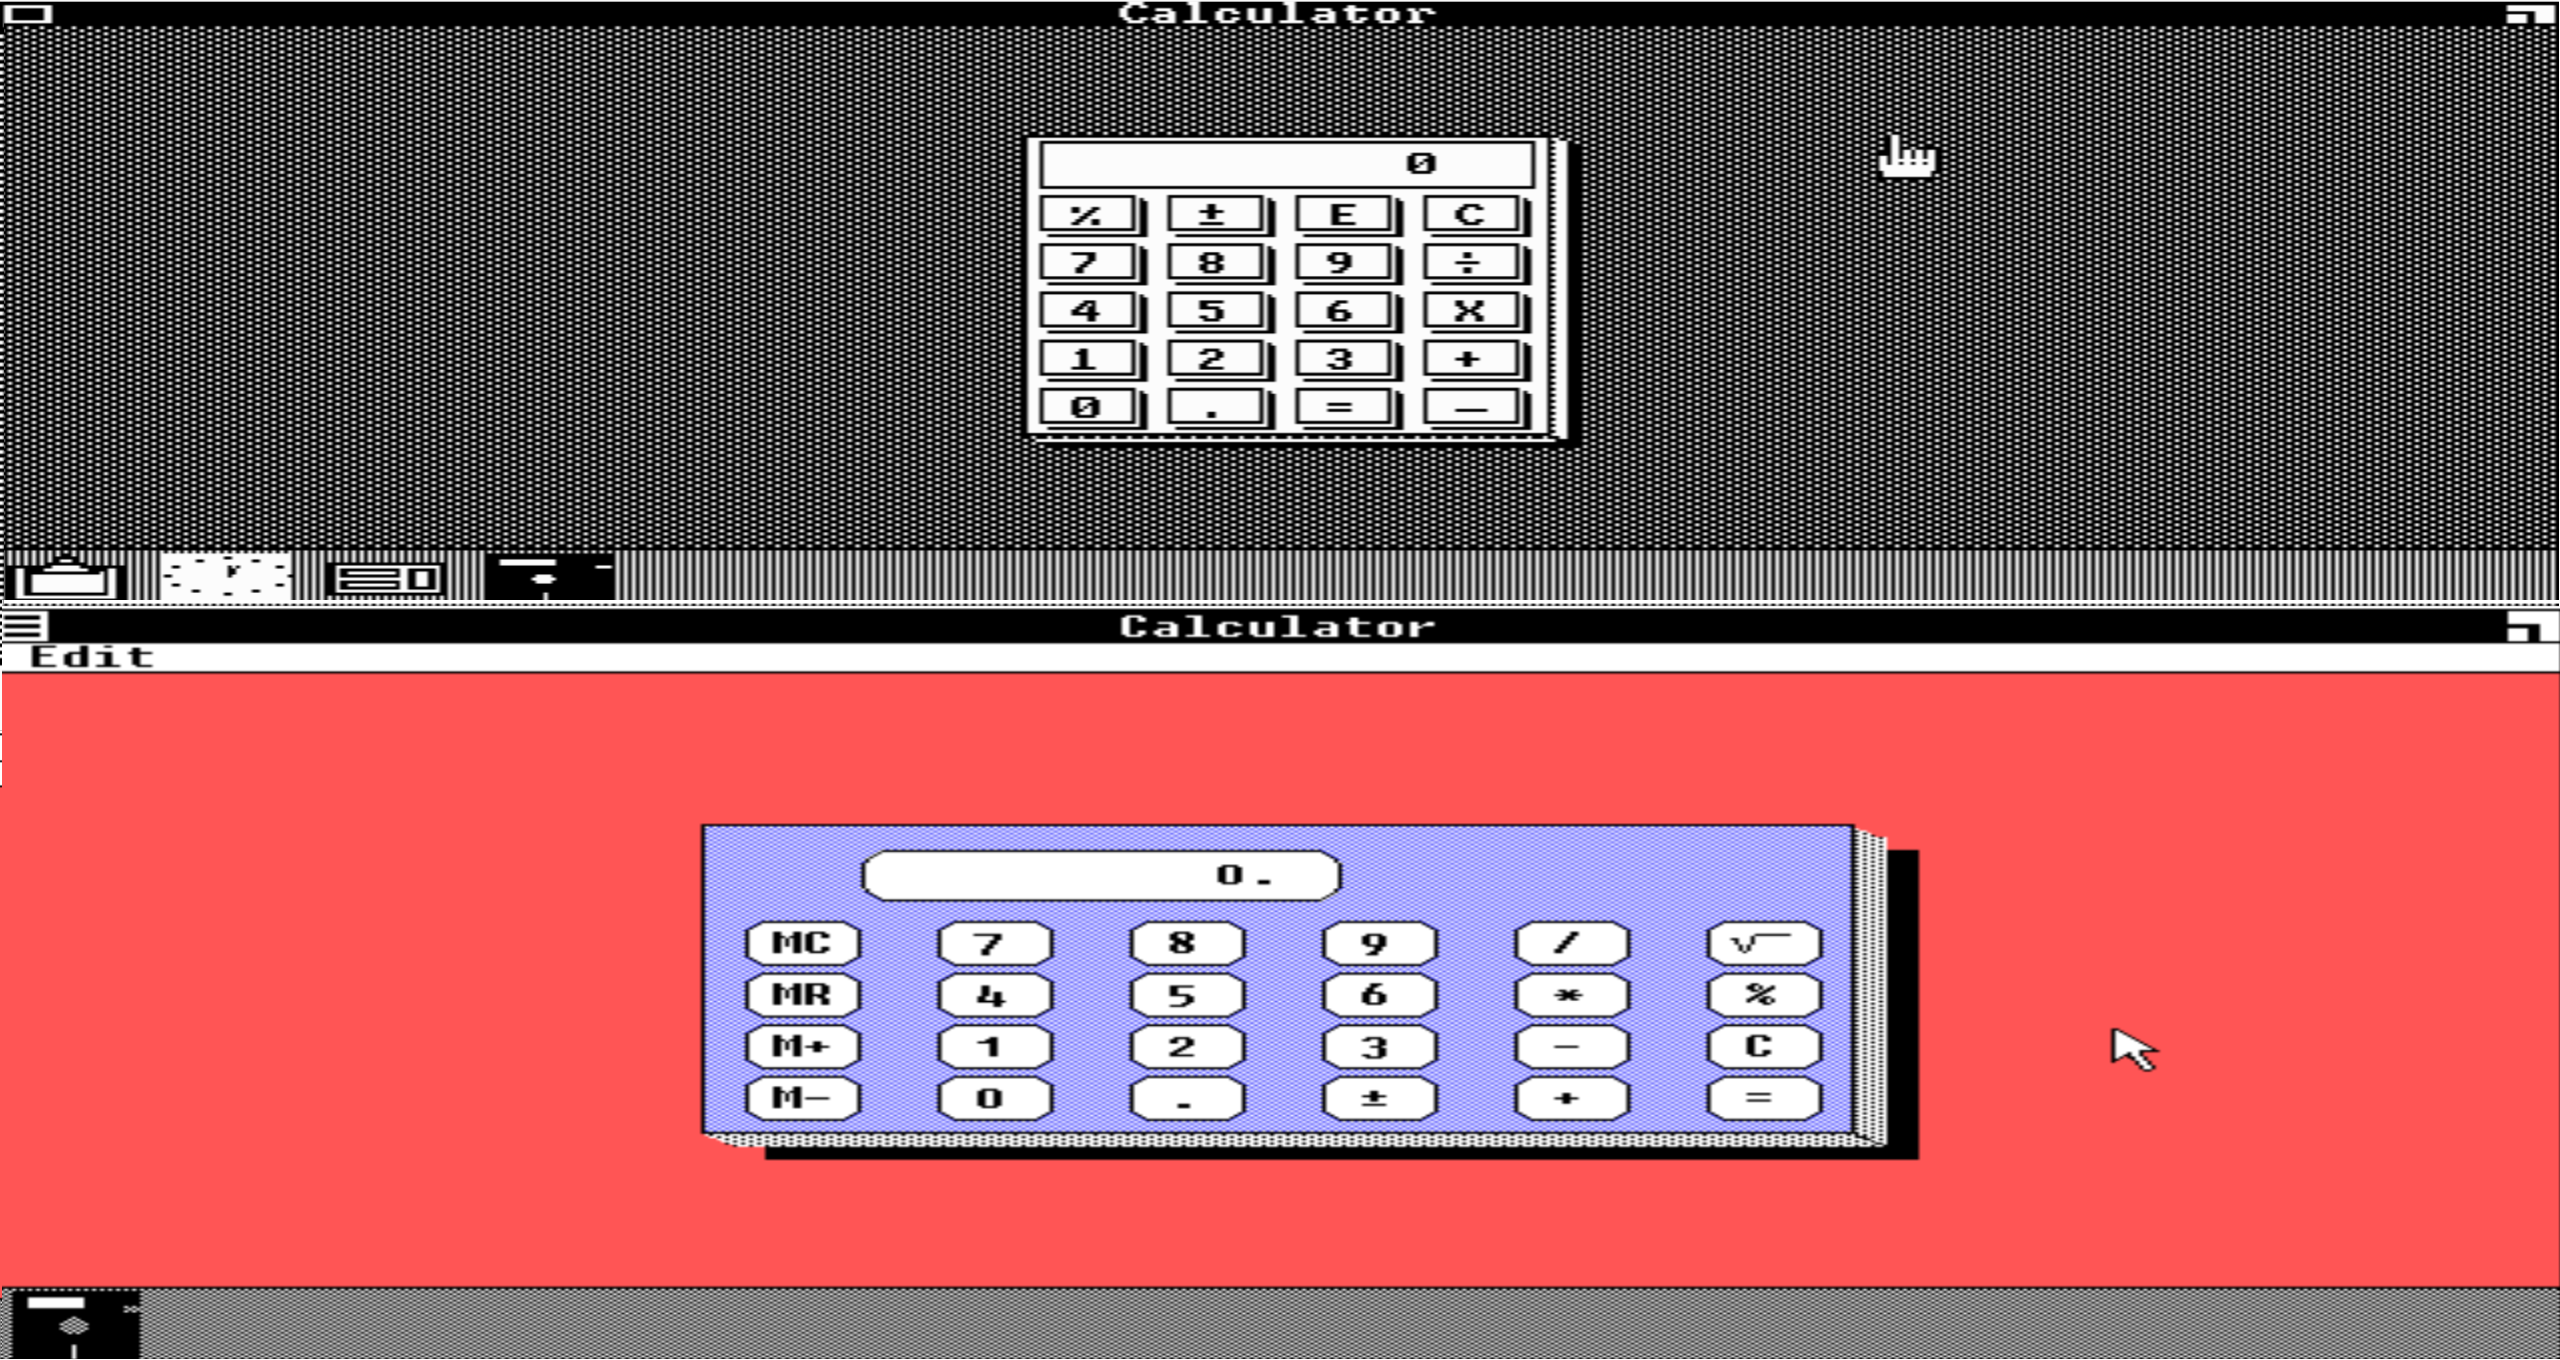 Calculator
0
% ± E C
7 8 9 ÷
4 5 6 X
1 2 3 +
0 . = −
Calculator
Edit
0.
MC 7 8 9 / √
MR 4 5 6 * %
M+ 1 2 3 − C
M− 0 . ± + =